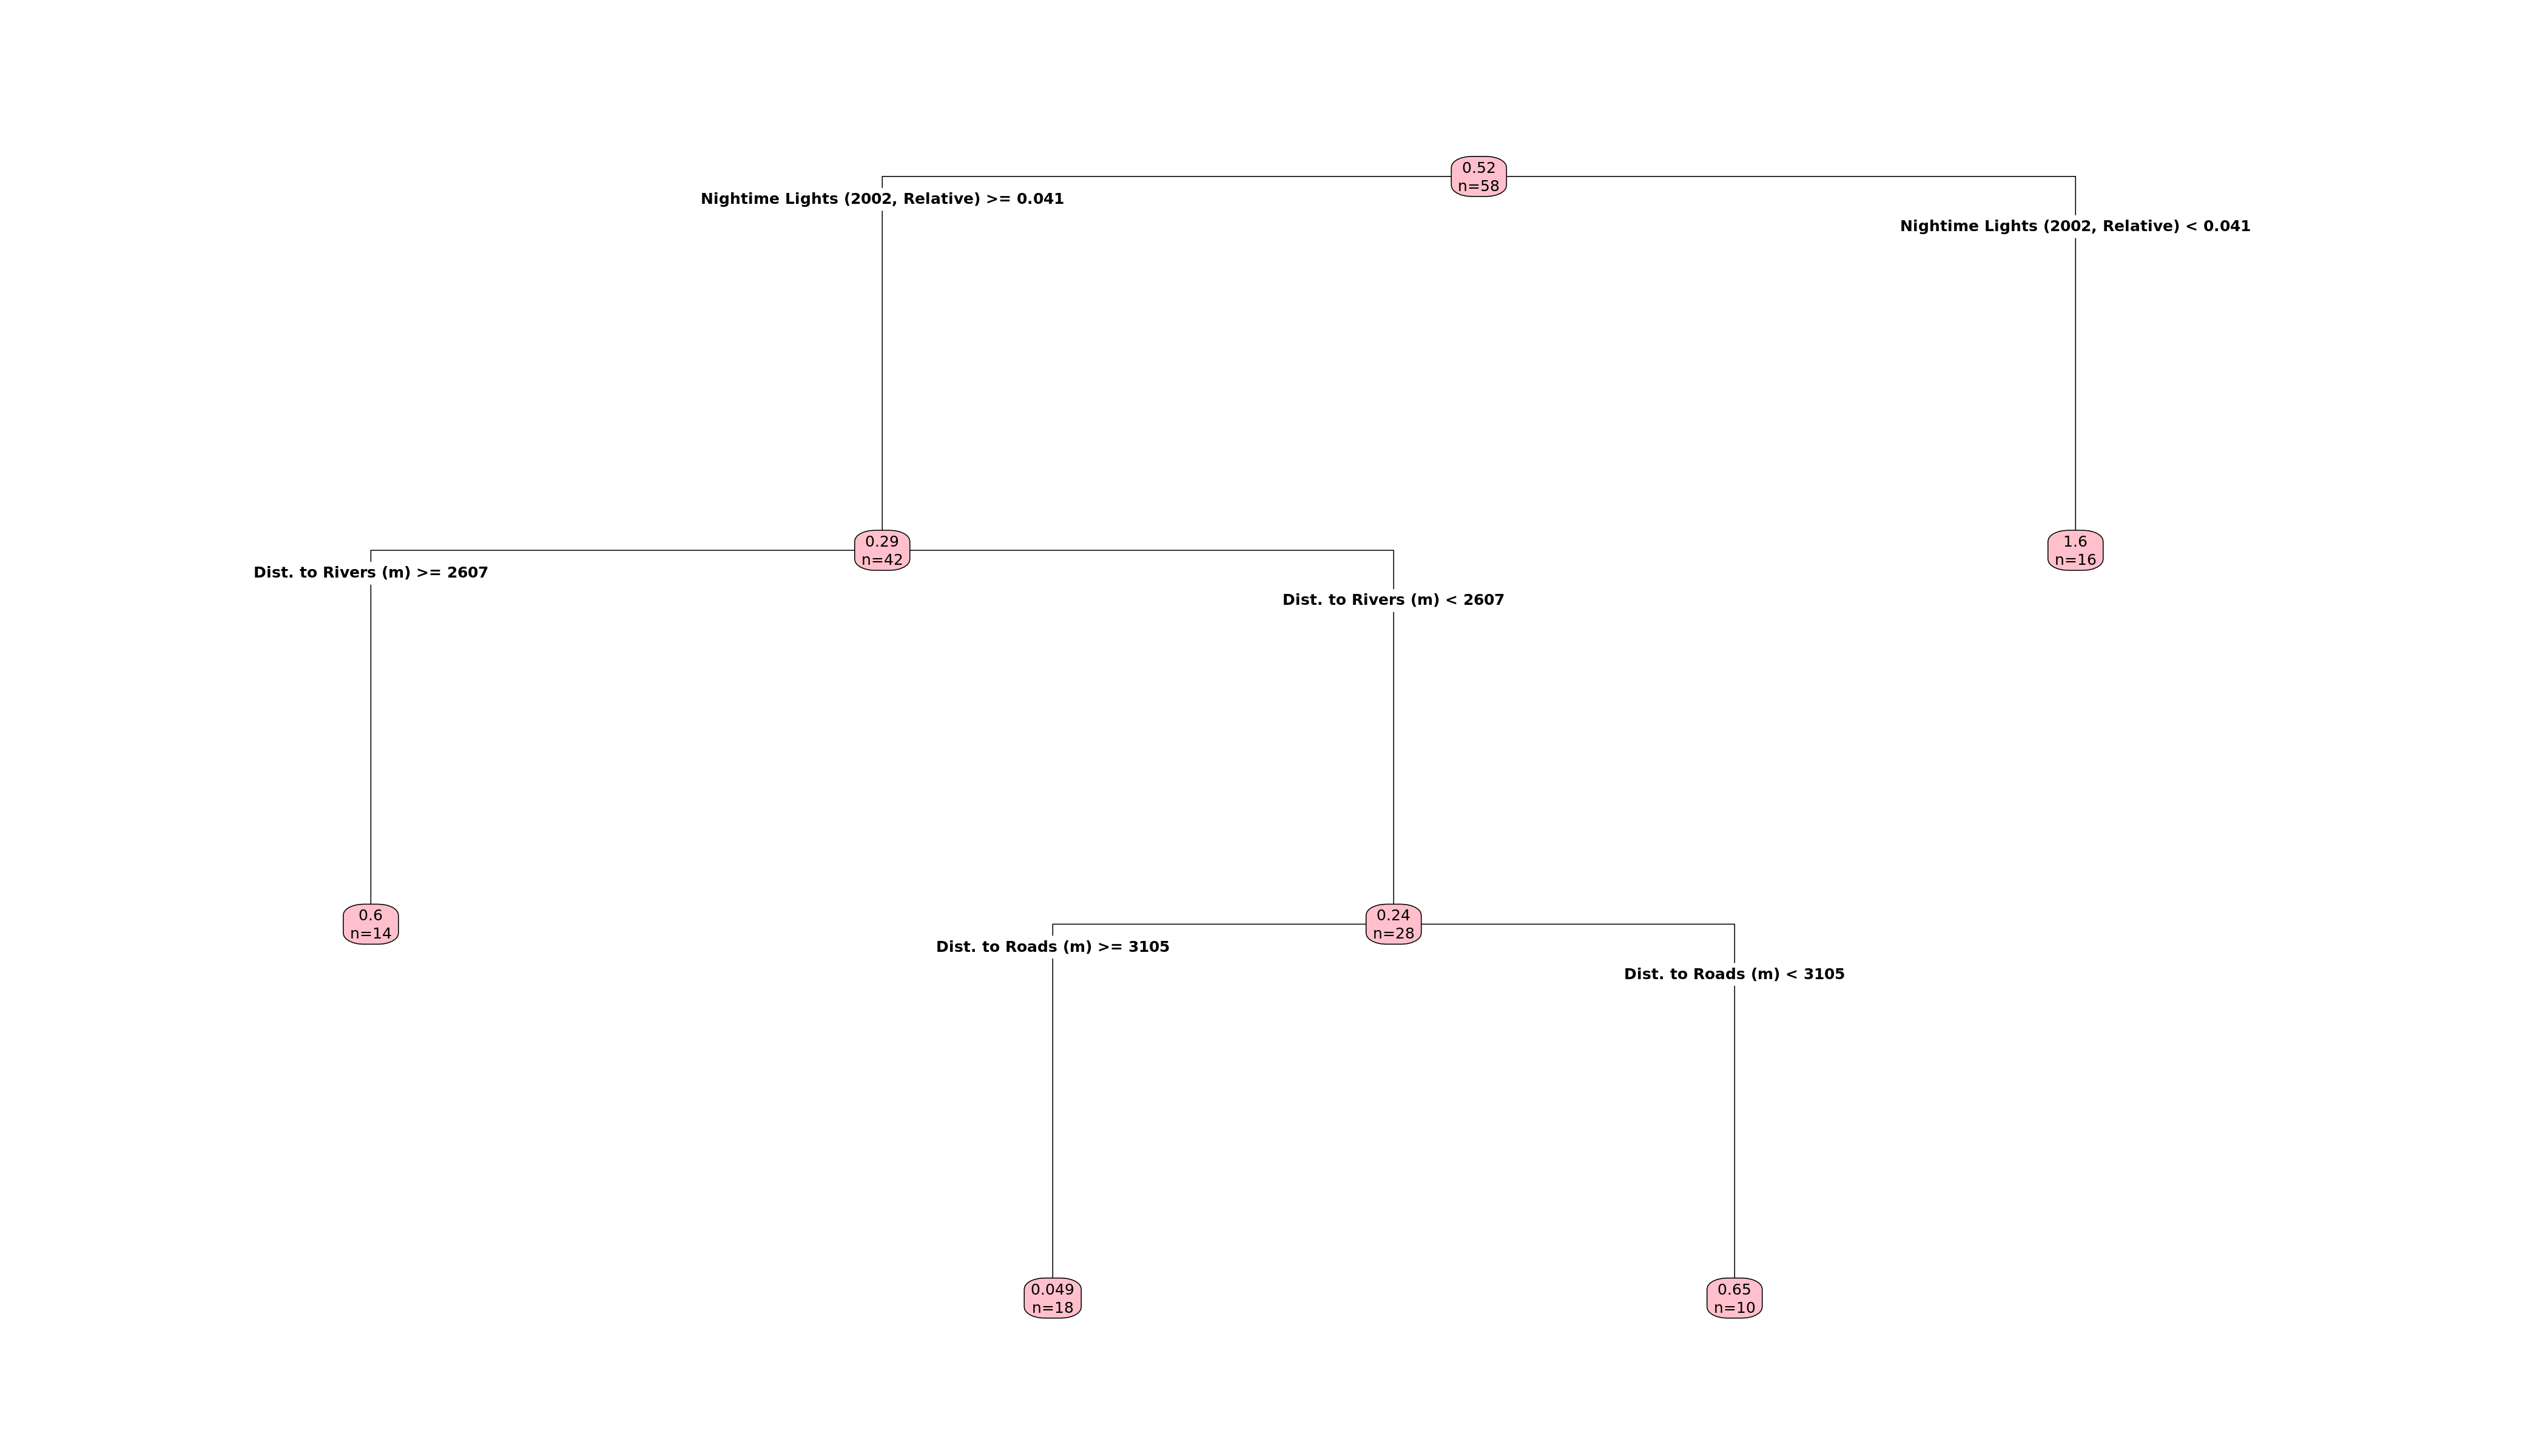 0.52
n=58
Nightime Lights (2002, Relative) >= 0.041
Nightime Lights (2002, Relative) < 0.041
0.29
n=42
1.6
n=16
Dist. to Rivers (m) >= 2607
Dist. to Rivers (m) < 2607
0.6
n=14
0.24
n=28
Dist. to Roads (m) >= 3105
Dist. to Roads (m) < 3105
0.049
n=18
0.65
n=10